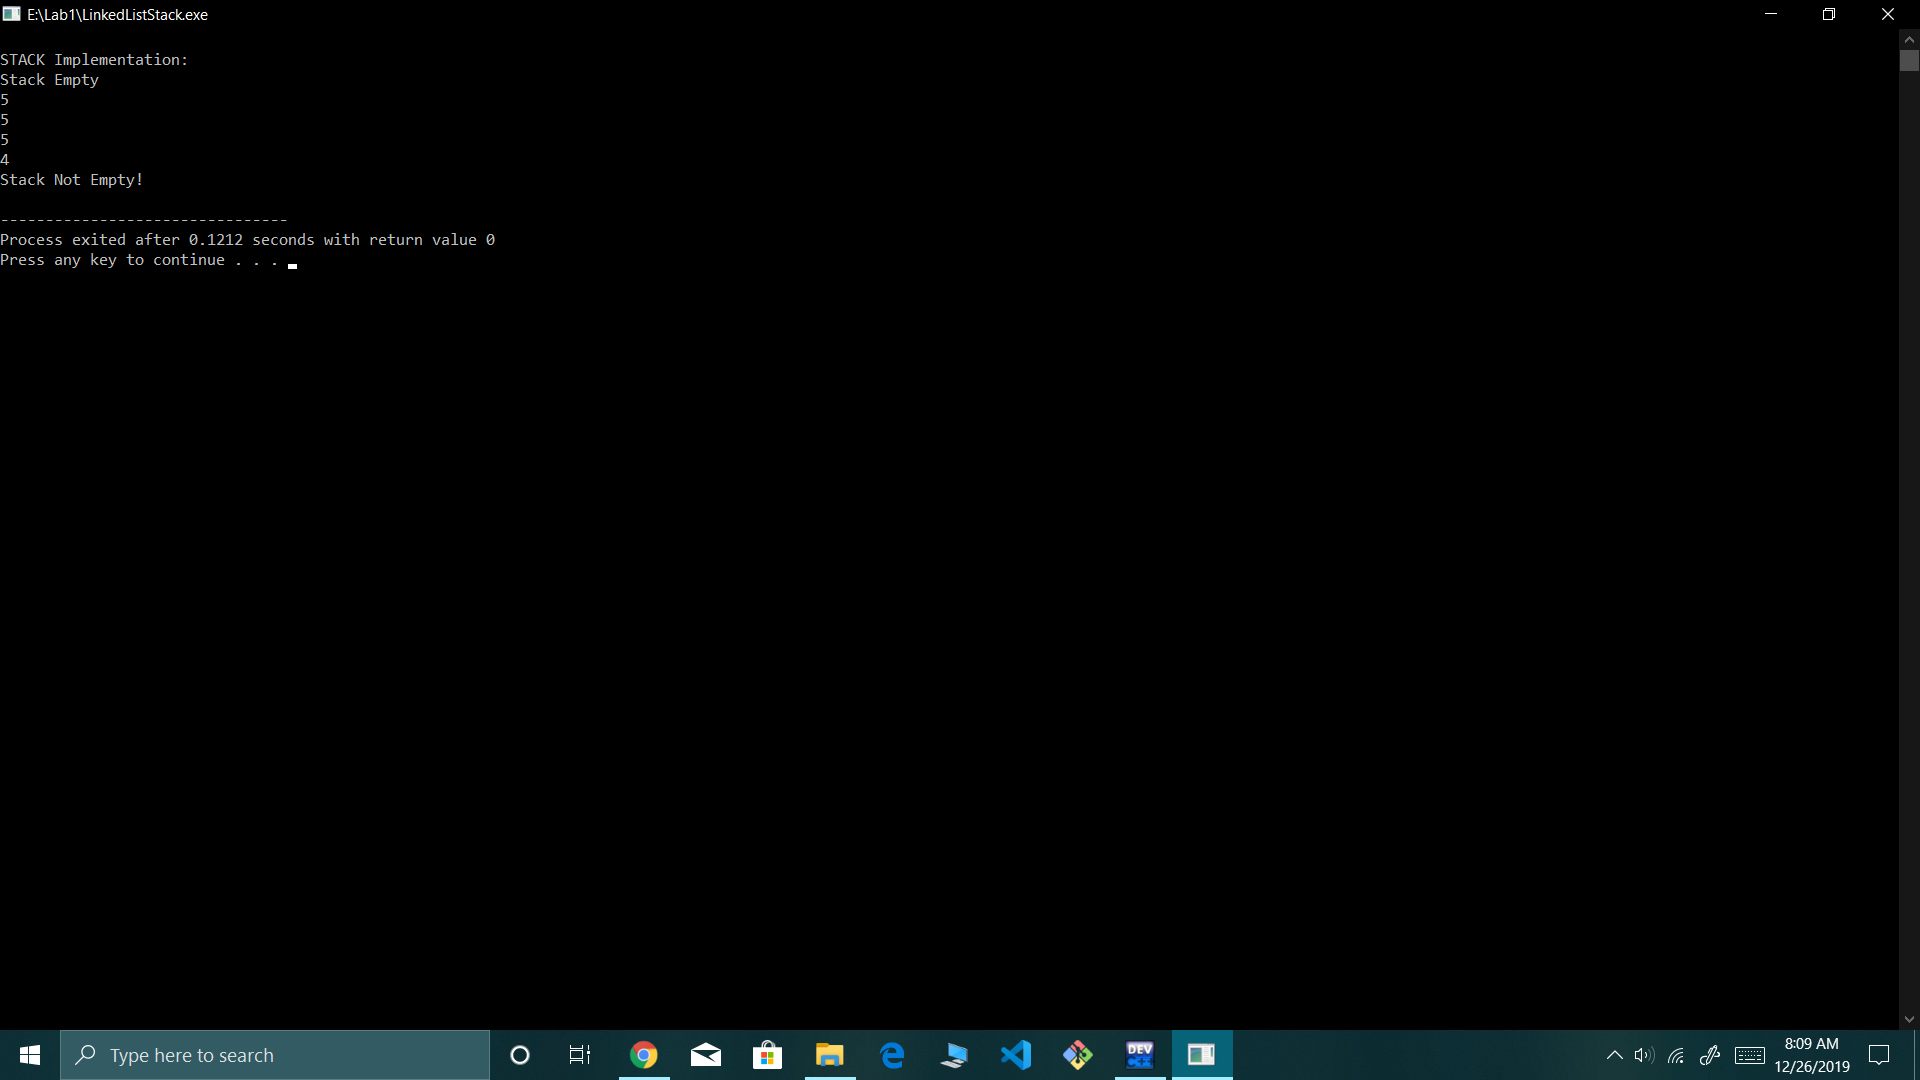 E:\Lab1\LinkedListStack.exe
STACK Implementation:
Stack Empty
5
5
5
4
Stack Not Empty!
--------------------------------
Process exited after 0.1212 seconds with return value 0
Press any key to continue . . .
Type here to search
DEV
C++
8:09 AM
12/26/2019